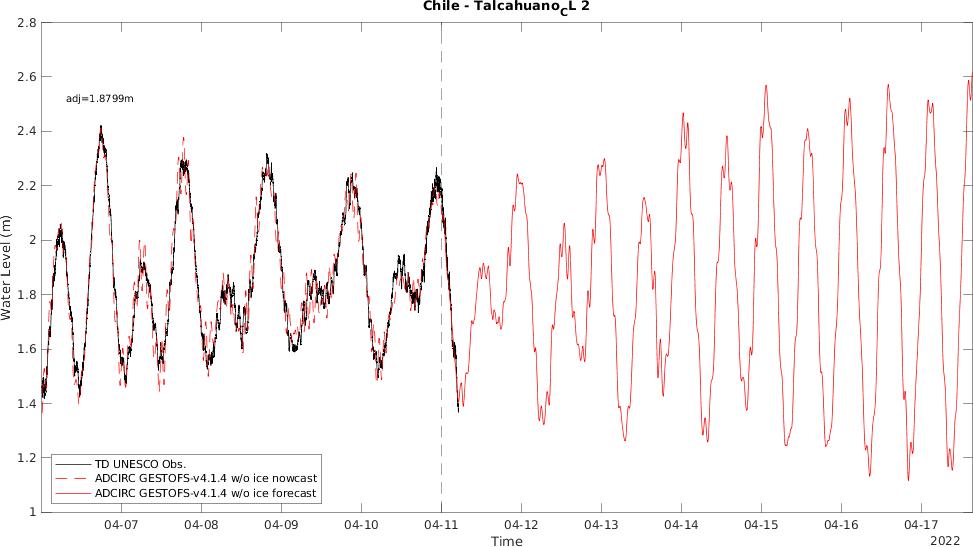 Chile - TalcahuanoCL 2
2.8
2.6
2.4
2.2
2
1.8
1.6
1.4
1.2
1
Water Level (m)
adj=1.8799m
TD UNESCO Obs.
ADCIRC GESTOFS-v4.1.4 w/o ice nowcast
ADCIRC GESTOFS-v4.1.4 w/o ice forecast
04-07 04-08 04-09 04-10 04-11 04-12 04-13 04-14 04-15 04-16 04-17
Time
2022